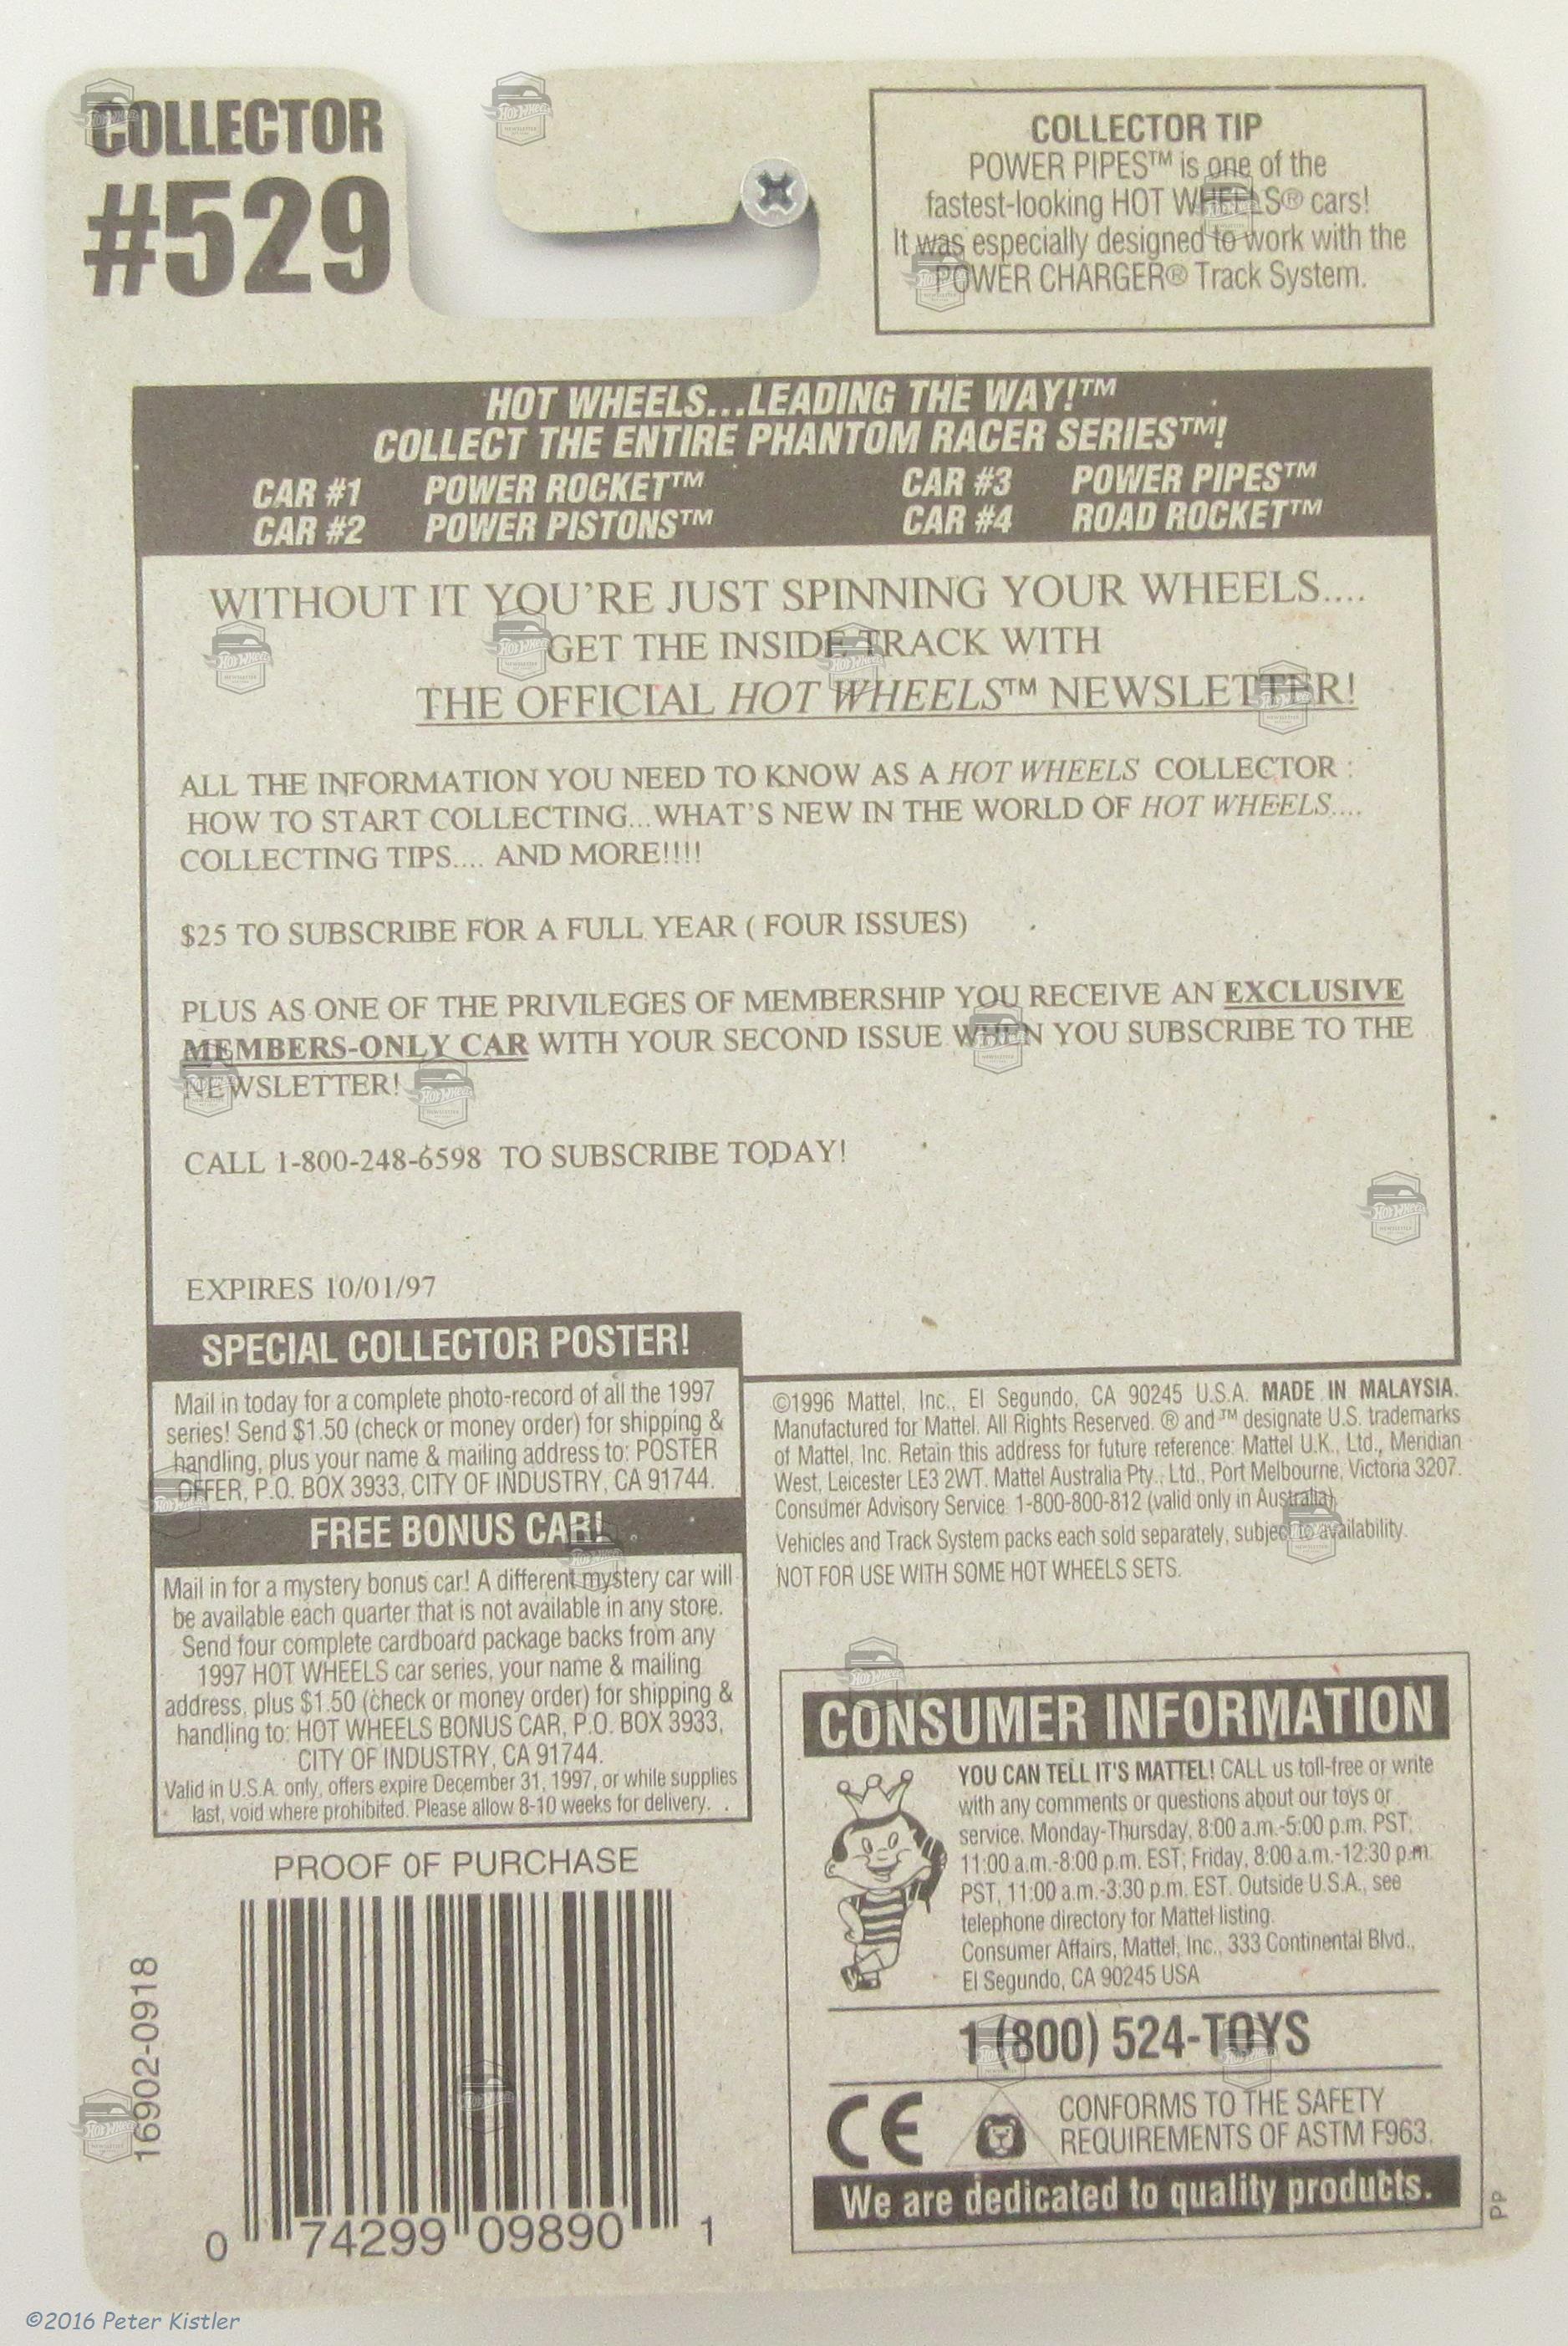 COLLECTOR
#529
COLLECTOR TIP
POWER PIPES™ is one of the
fastest-looking HOT WHEELS® cars!
It was especially designed to work with the
POWER CHARGER® Track System.
HOT WHEELS...LEADING THE WAY!™
COLLECT THE ENTIRE PHANTOM RACER SERIES™!
CAR #1 POWER ROCKET™ CAR #3 POWER PIPES™
CAR #2 POWER PISTONS™ CAR #4 ROAD ROCKET™
WITHOUT IT YOU'RE JUST SPINNING YOUR WHEELS....
GET THE INSIDE TRACK WITH
THE OFFICIAL HOT WHEELS™ NEWSLETTER!
ALL THE INFORMATION YOU NEED TO KNOW AS A HOT WHEELS COLLECTOR :
HOW TO START COLLECTING...WHAT'S NEW IN THE WORLD OF HOT WHEELS....
COLLECTING TIPS.... AND MORE!!!!
$25 TO SUBSCRIBE FOR A FULL YEAR ( FOUR ISSUES)
PLUS AS ONE OF THE PRIVILEGES OF MEMBERSHIP YOU RECEIVE AN EXCLUSIVE
MEMBERS-ONLY CAR WITH YOUR SECOND ISSUE WHEN YOU SUBSCRIBE TO THE
NEWSLETTER!
CALL 1-800-248-6598 TO SUBSCRIBE TODAY!
EXPIRES 10/01/97
SPECIAL COLLECTOR POSTER!
Mail in today for a complete photo-record of all the 1997
series! Send $1.50 (check or money order) for shipping &
handling, plus your name & mailing address to: POSTER
OFFER, P.O. BOX 3933, CITY OF INDUSTRY, CA 91744.
FREE BONUS CAR!
Mail in for a mystery bonus car! A different mystery car will
be available each quarter that is not available in any store.
Send four complete cardboard package backs from any
1997 HOT WHEELS car series, your name & mailing
address, plus $1.50 (check or money order) for shipping &
handling to: HOT WHEELS BONUS CAR, P.O. BOX 3933,
CITY OF INDUSTRY, CA 91744.
Valid in U.S.A. only, offers expire December 31, 1997, or while supplies
last, void where prohibited. Please allow 8-10 weeks for delivery.
©1996 Mattel, Inc., El Segundo, CA 90245 U.S.A. MADE IN MALAYSIA.
Manufactured for Mattel. All Rights Reserved. ® and ™ designate U.S. trademarks
of Mattel, Inc. Retain this address for future reference: Mattel U.K., Ltd., Meridian
West, Leicester LE3 2WT. Mattel Australia Pty., Ltd., Port Melbourne, Victoria 3207.
Consumer Advisory Service 1-800-800-812 (valid only in Australia).
Vehicles and Track System packs each sold separately, subject to availability.
NOT FOR USE WITH SOME HOT WHEELS SETS.
CONSUMER INFORMATION
YOU CAN TELL IT'S MATTEL! CALL us toll-free or write
with any comments or questions about our toys or
service. Monday-Thursday, 8:00 a.m.-5:00 p.m. PST;
11:00 a.m.-8:00 p.m. EST; Friday, 8:00 a.m.-12:30 p.m.
PST, 11:00 a.m.-3:30 p.m. EST. Outside U.S.A., see
telephone directory for Mattel listing.
Consumer Affairs, Mattel, Inc., 333 Continental Blvd.,
El Segundo, CA 90245 USA
1 (800) 524-TOYS
CE
CONFORMS TO THE SAFETY
REQUIREMENTS OF ASTM F963.
We are dedicated to quality products.
PP
PROOF OF PURCHASE
16902-0918
0 74299 09890 1
©2016 Peter Kistler